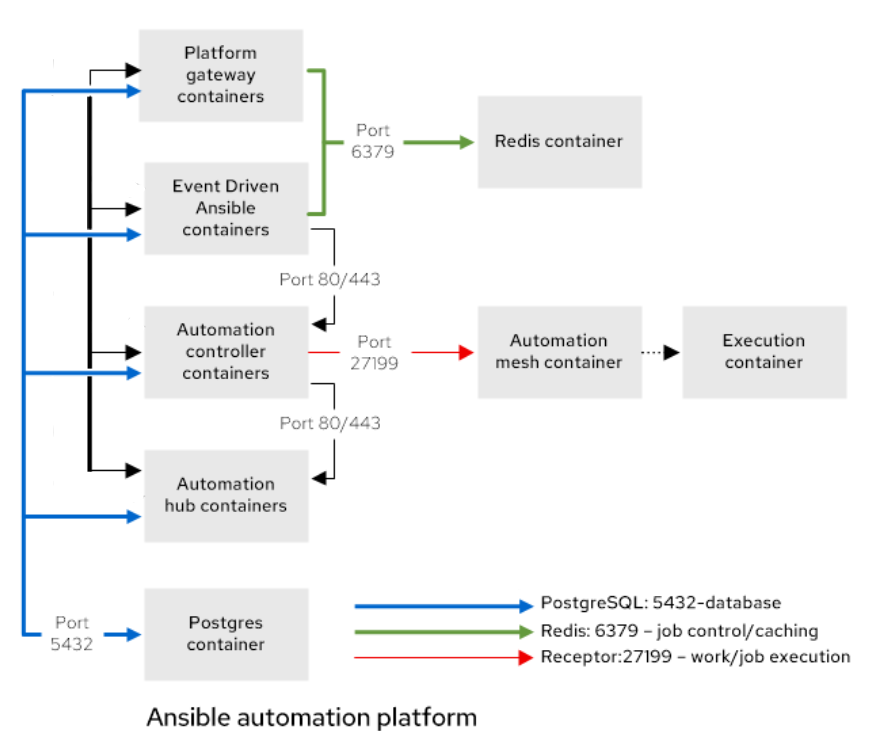 Platform
gateway
containers
Port
6379
Redis container
Event Driven
Ansible
containers
Port 80/443
Automation
controller
containers
Port
27199
Automation
mesh container
Execution
container
Port 80/443
Automation
hub containers
Port
5432
Postgres
container
PostgreSQL: 5432-database
Redis: 6379 – job control/caching
Receptor:27199 – work/job execution
Ansible automation platform